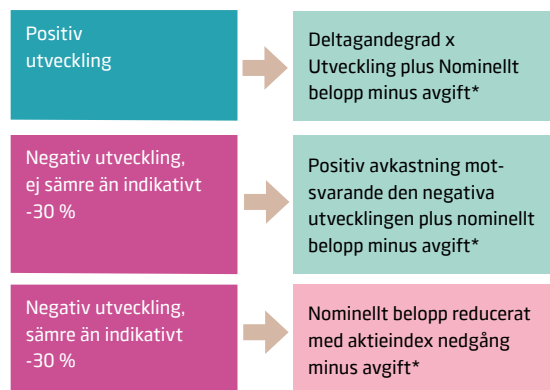 Positiv
utveckling
Deltagandegrad x
Utveckling plus Nominellt
belopp minus avgift*
Negativ utveckling,
ej sämre än indikativt
-30 %
Positiv avkastning mot-
svarande den negativa
utvecklingen plus nominellt
belopp minus avgift*
Negativ utveckling,
sämre än indikativt
-30 %
Nominellt belopp reducerat
med aktieindex nedgång
minus avgift*